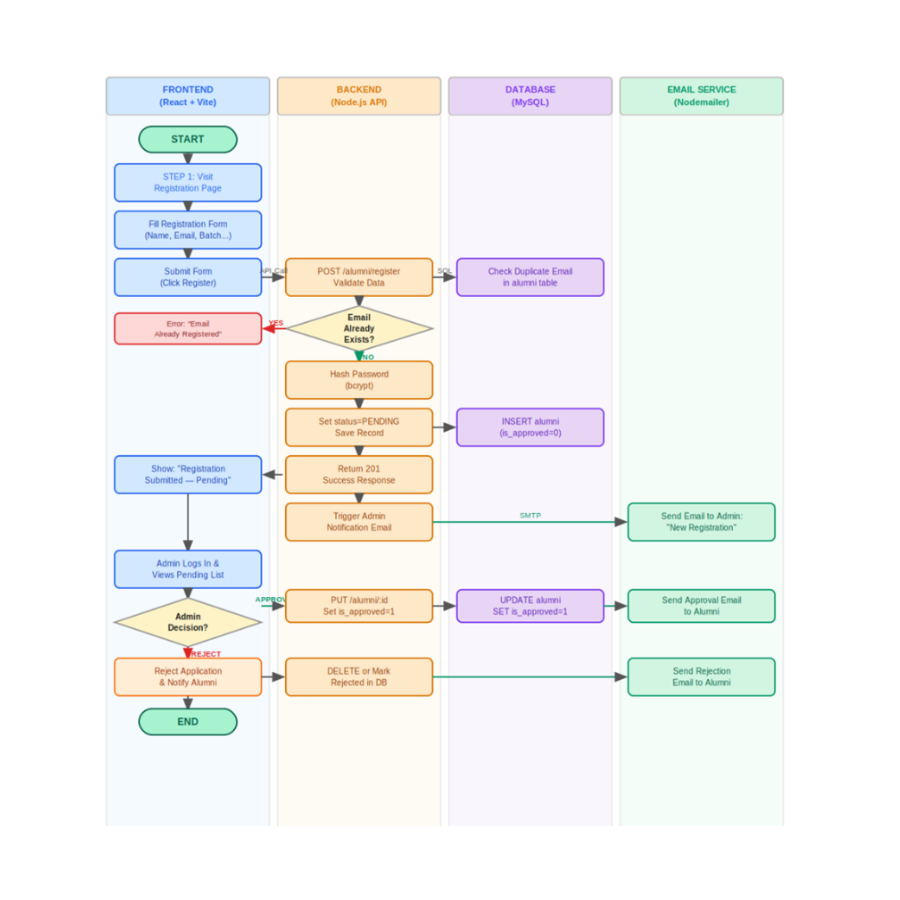 FRONTEND
(React + Vite)
BACKEND
(Node.js API)
DATABASE
(MySQL)
EMAIL SERVICE
(Nodemailer)
START
STEP 1: Visit
Registration Page
Fill Registration Form
(Name, Email, Batch...)
Submit Form
(Click Register)
API Call
POST /alumni/register
Validate Data
SQL
Check Duplicate Email
in alumni table
Error: "Email
Already Registered"
YES
Email
Already
Exists?
NO
Hash Password
(bcrypt)
Set status=PENDING
Save Record
INSERT alumni
(is_approved=0)
Show: "Registration
Submitted — Pending"
Return 201
Success Response
Trigger Admin
Notification Email
SMTP
Send Email to Admin:
"New Registration"
Admin Logs In &
Views Pending List
Admin
Decision?
APPROV
PUT /alumni/:id
Set is_approved=1
UPDATE alumni
SET is_approved=1
Send Approval Email
to Alumni
REJECT
Reject Application
& Notify Alumni
DELETE or Mark
Rejected in DB
Send Rejection
Email to Alumni
END